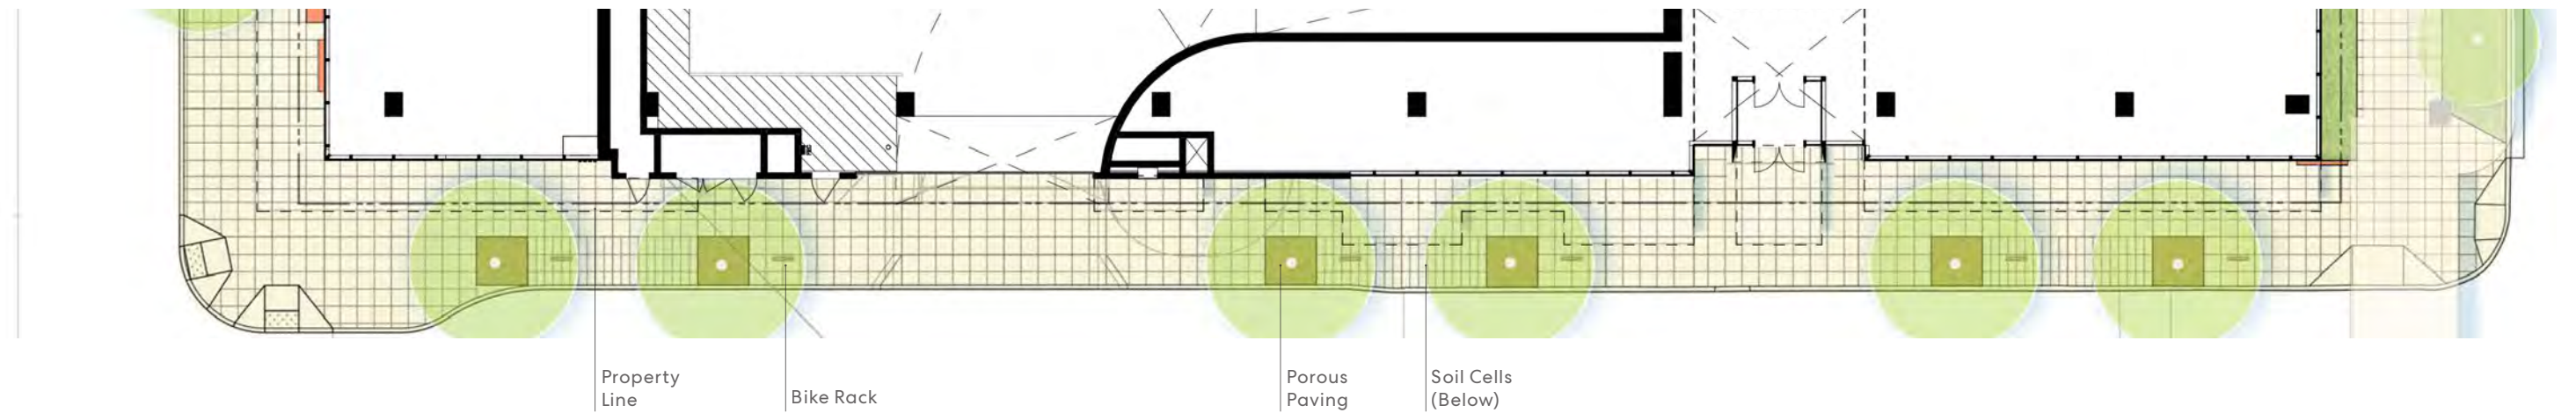 Property
Line
Bike Rack
Porous
Paving
Soil Cells
(Below)